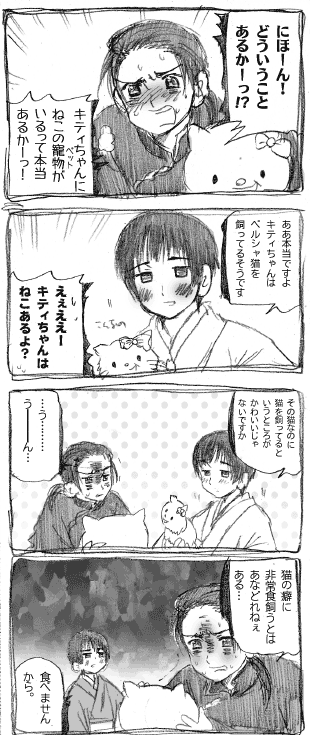 にほーん！
どういうこと
あるかーっ!?
キティちゃんに
ねこの寵物が
ペット
いるって本当
あるかーっ！
ああ本当ですよ
キティちゃんは
ペルシャ猫を
飼ってるそうです
こんなの
えぇええー
キティちゃんは
ねこあるよ？
その猫なのに
猫を飼ってると
いうところが
かわいいじゃ
ないですか
…う………
うーーん…
猫の癖に
非常食飼うとは
あなどれねぇ
ある…
食べません
から。